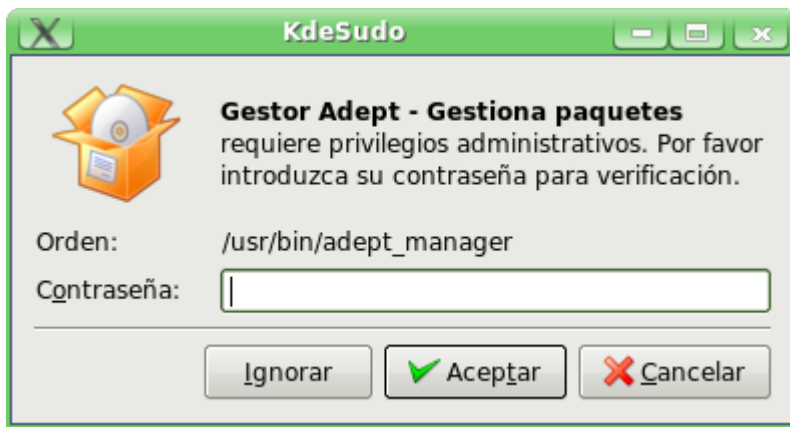 KdeSudo
Gestor Adept - Gestiona paquetes
requiere privilegios administrativos. Por favor
introduzca su contraseña para verificación.
Orden: /usr/bin/adept_manager
Contraseña:
Ignorar Aceptar Cancelar